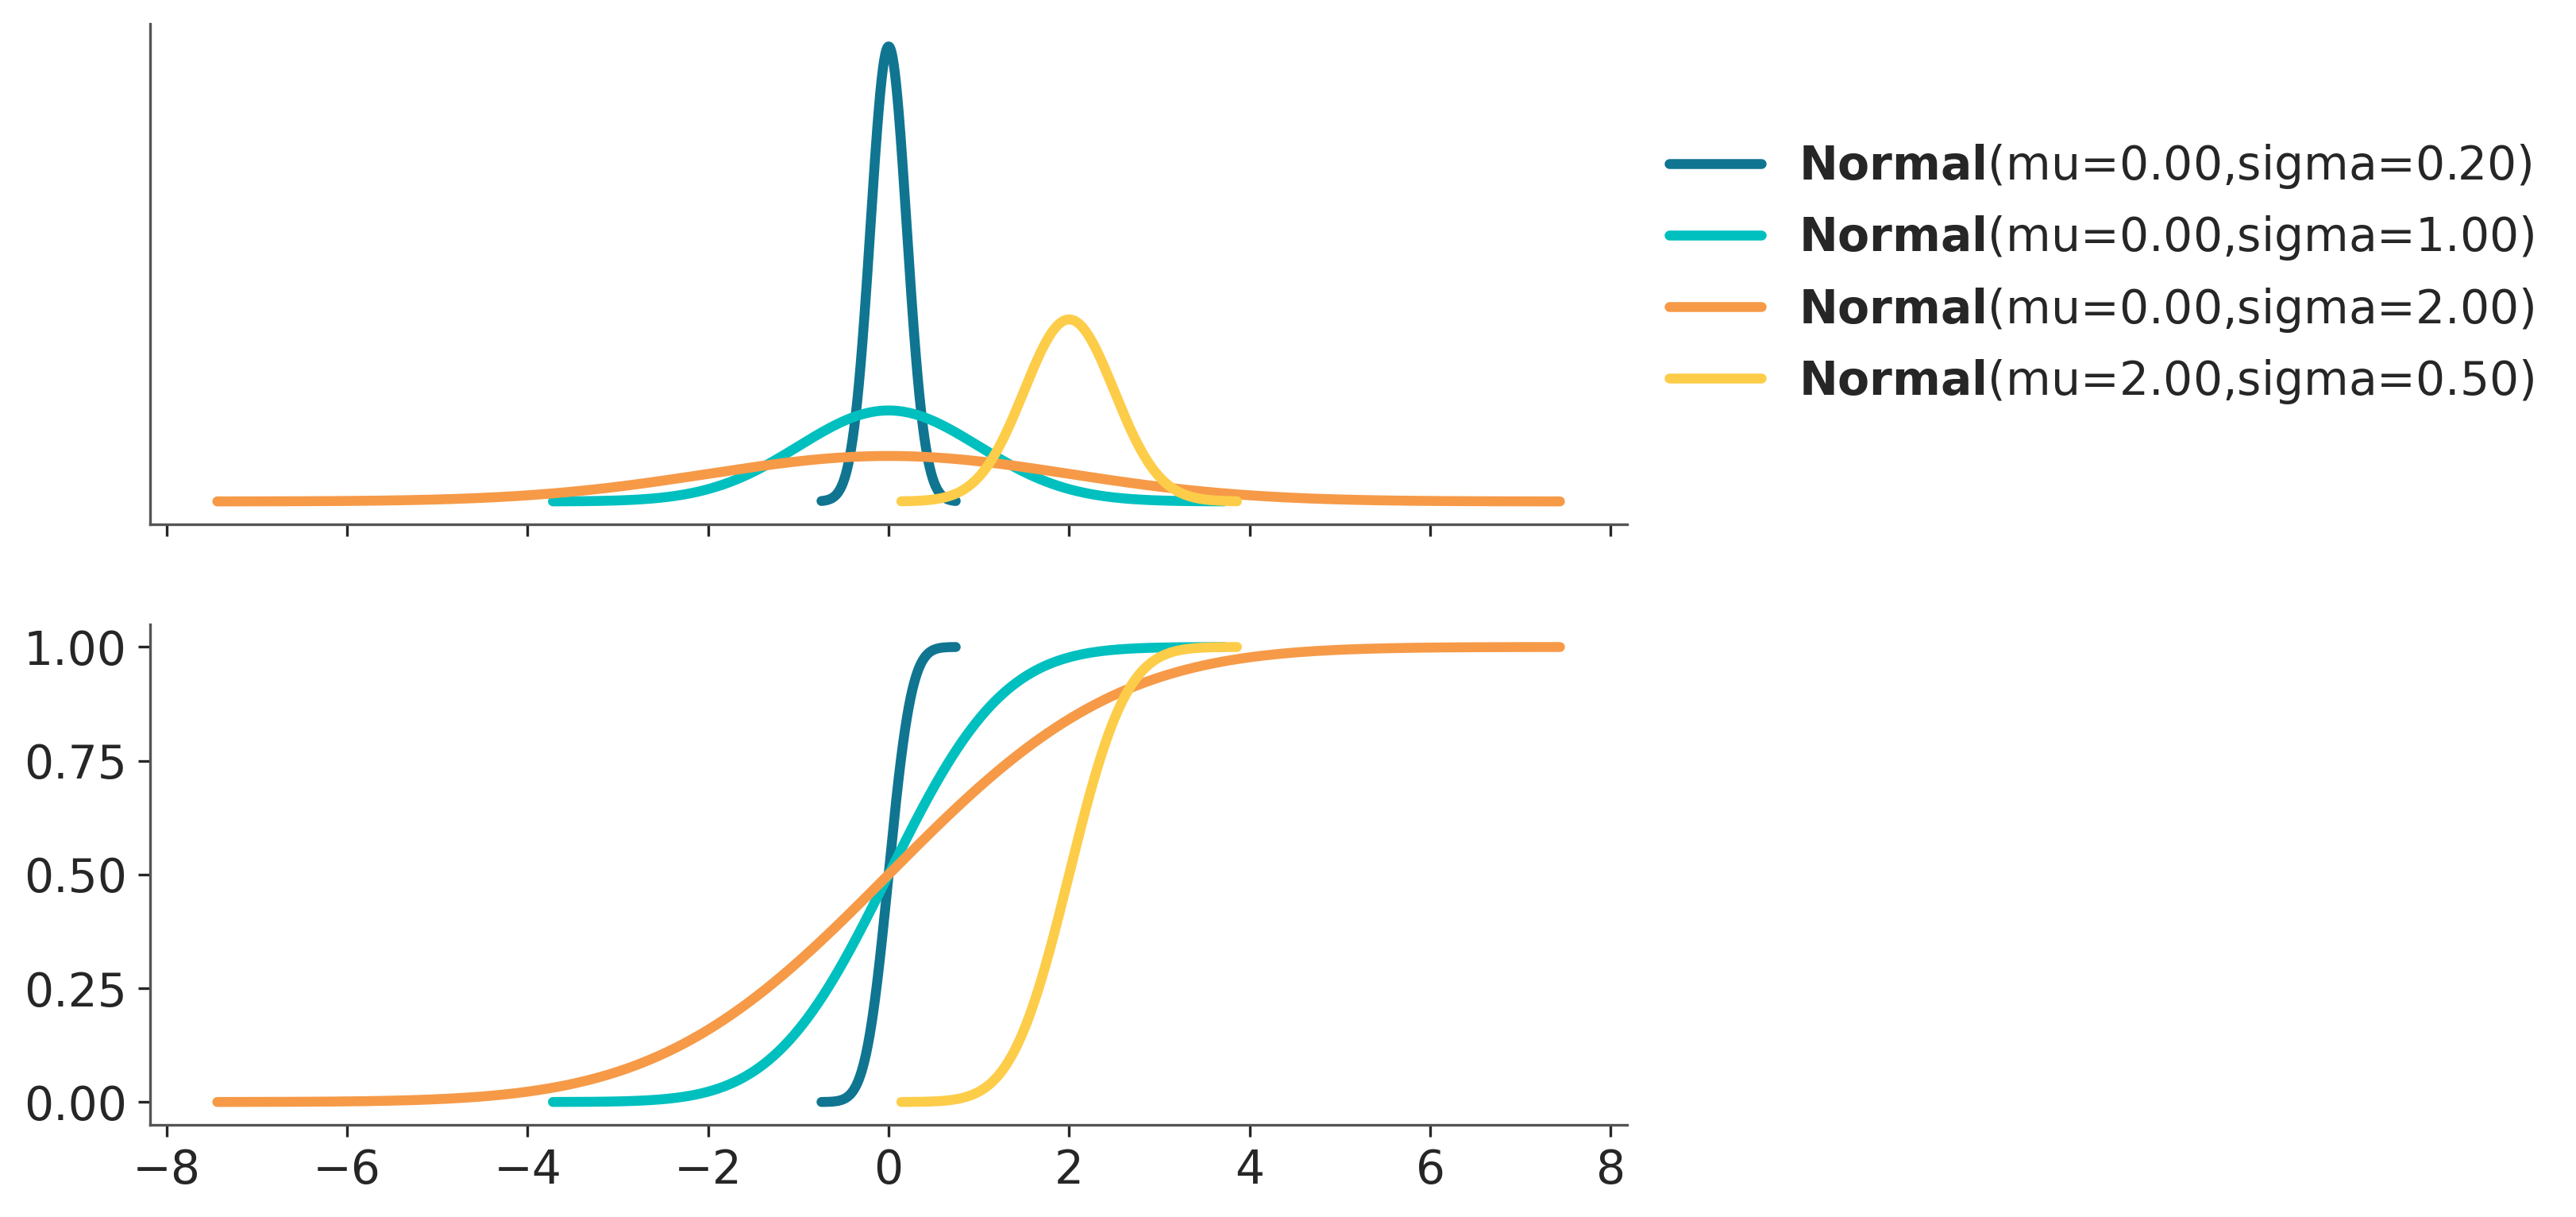 Normal(mu=0.00,sigma=0.20)
Normal(mu=0.00,sigma=1.00)
Normal(mu=0.00,sigma=2.00)
Normal(mu=2.00,sigma=0.50)
1.00
0.75
0.50
0.25
0.00
−8 −6 −4 −2 0 2 4 6 8